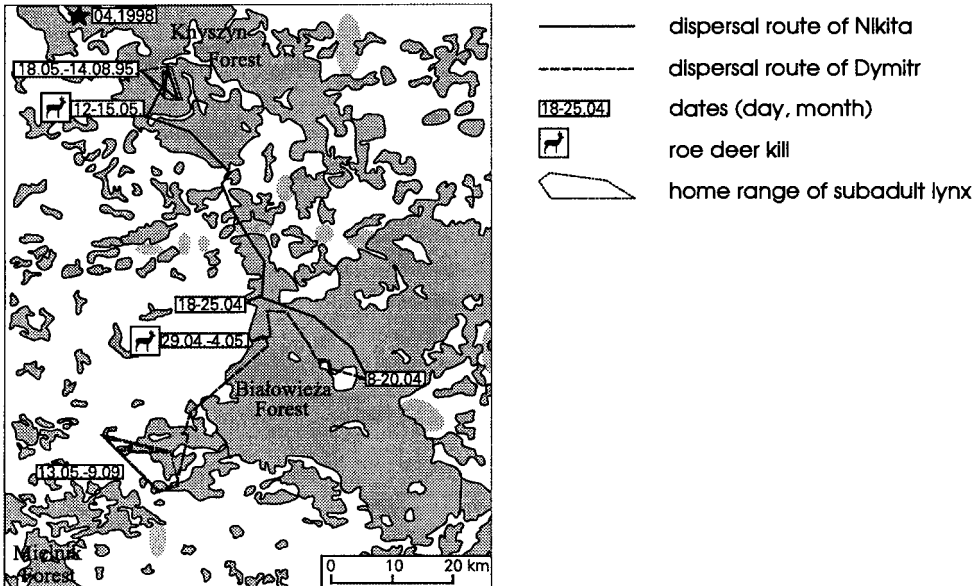 04.1998
Knyszyn
Forest
18.05.-14.08.95
12-15.05
18-25.04
29.04.-4.05
8-20.04
Białowieża
Forest
13.05.-9.09
Mielnik
Forest
0 10 20 km
dispersal route of Nikita
dispersal route of Dymitr
18-25.04 dates (day, month)
roe deer kill
home range of subadult lynx